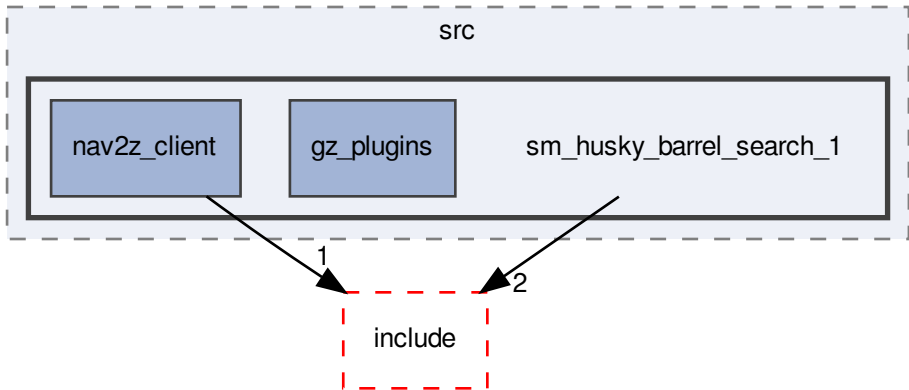 src
nav2z_client
gz_plugins
sm_husky_barrel_search_1
1
2
include